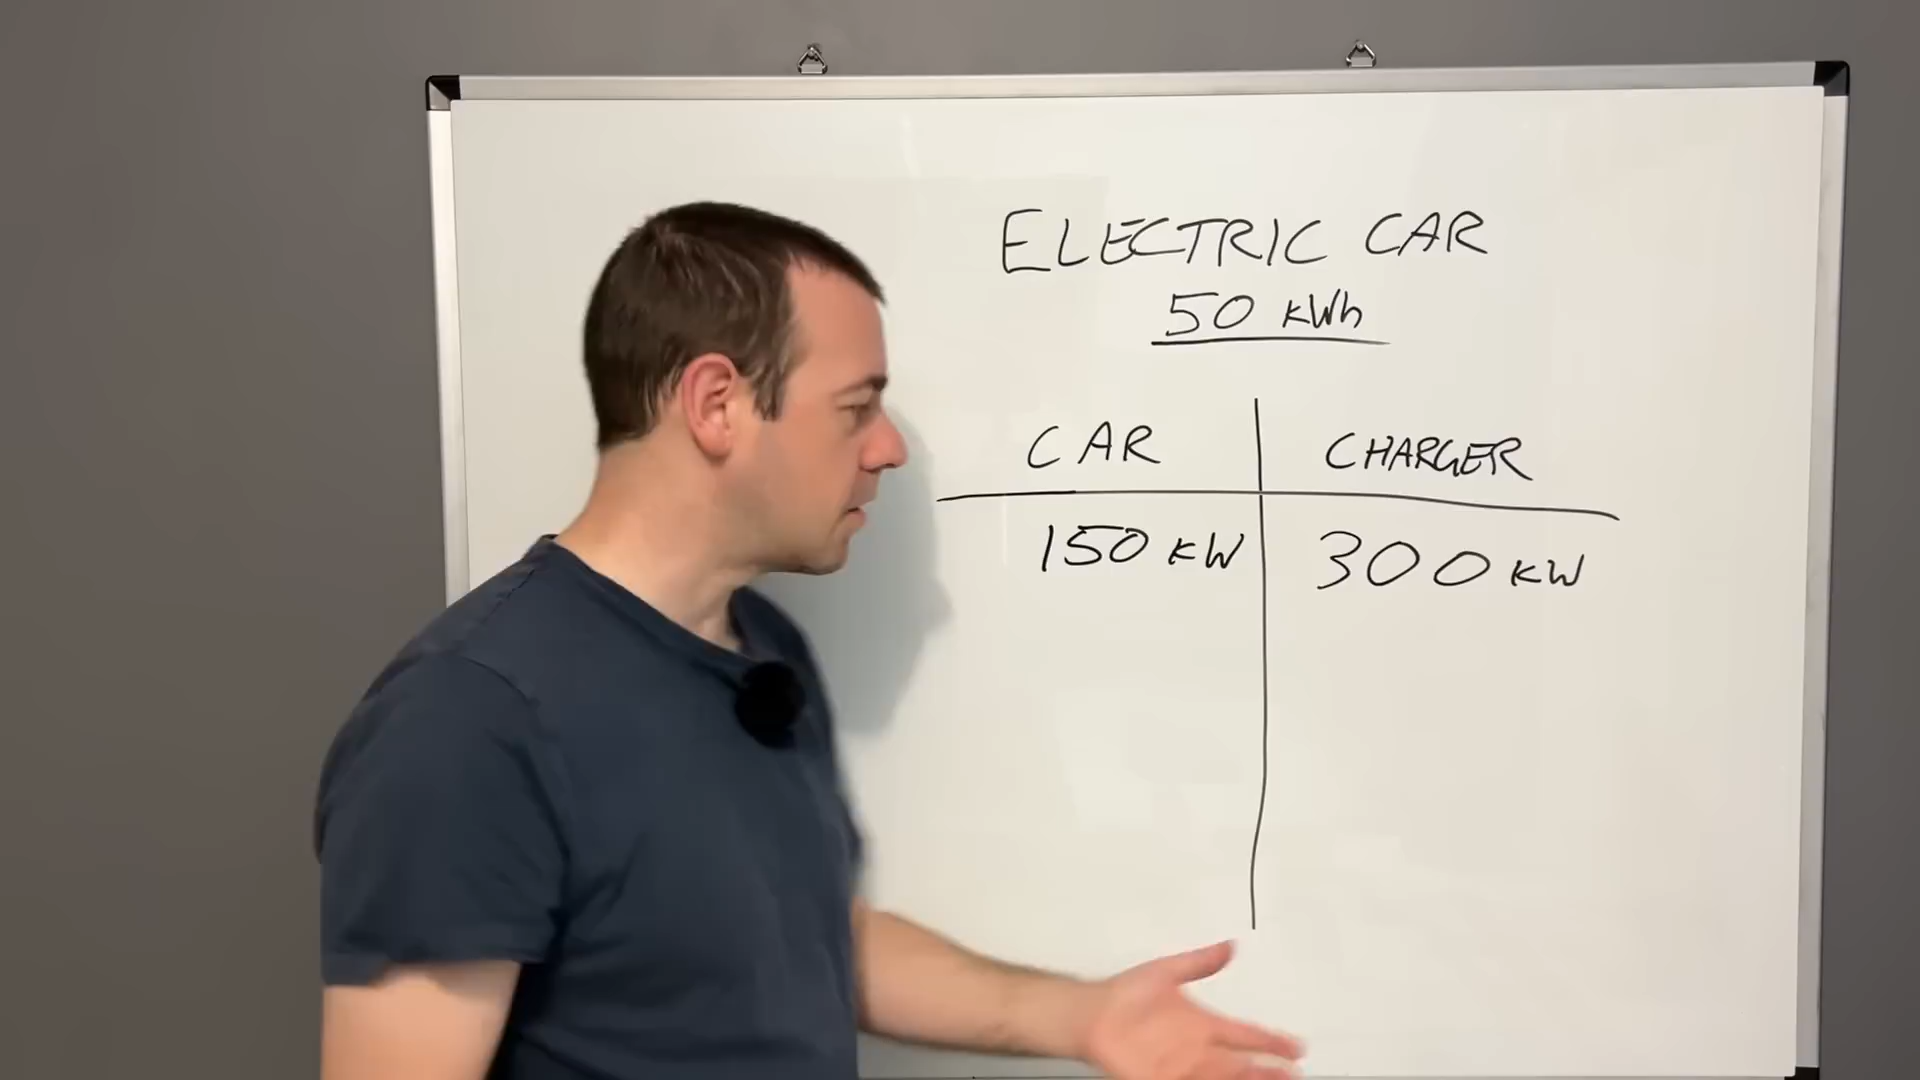 ELECTRIC CAR
50 kWh
CAR CHARGER
150 kW 300 kW